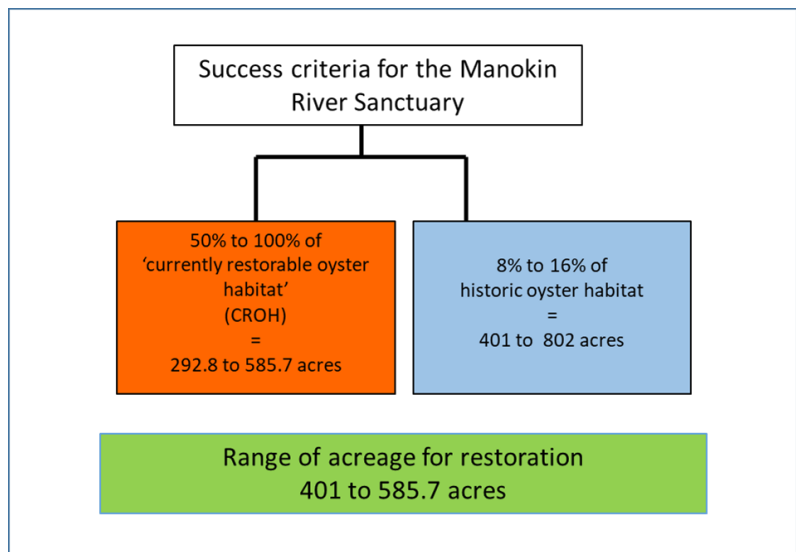 Success criteria for the Manokin
River Sanctuary
50% to 100% of
‘currently restorable oyster
habitat’
(CROH)
=
292.8 to 585.7 acres
8% to 16% of
historic oyster habitat
=
401 to  802 acres
Range of acreage for restoration
401 to 585.7 acres